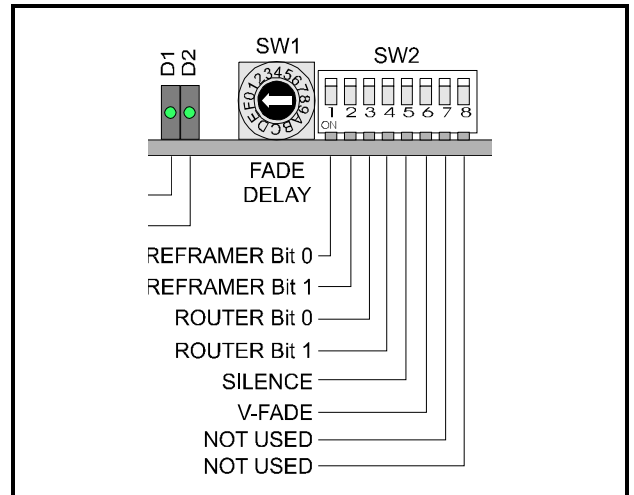 D1
D2
SW1
SW2
0123456789ABCDEF
1 2 3 4 5 6 7 8
ON
FADE
DELAY
REFRAMER Bit 0
REFRAMER Bit 1
ROUTER Bit 0
ROUTER Bit 1
SILENCE
V-FADE
NOT USED
NOT USED